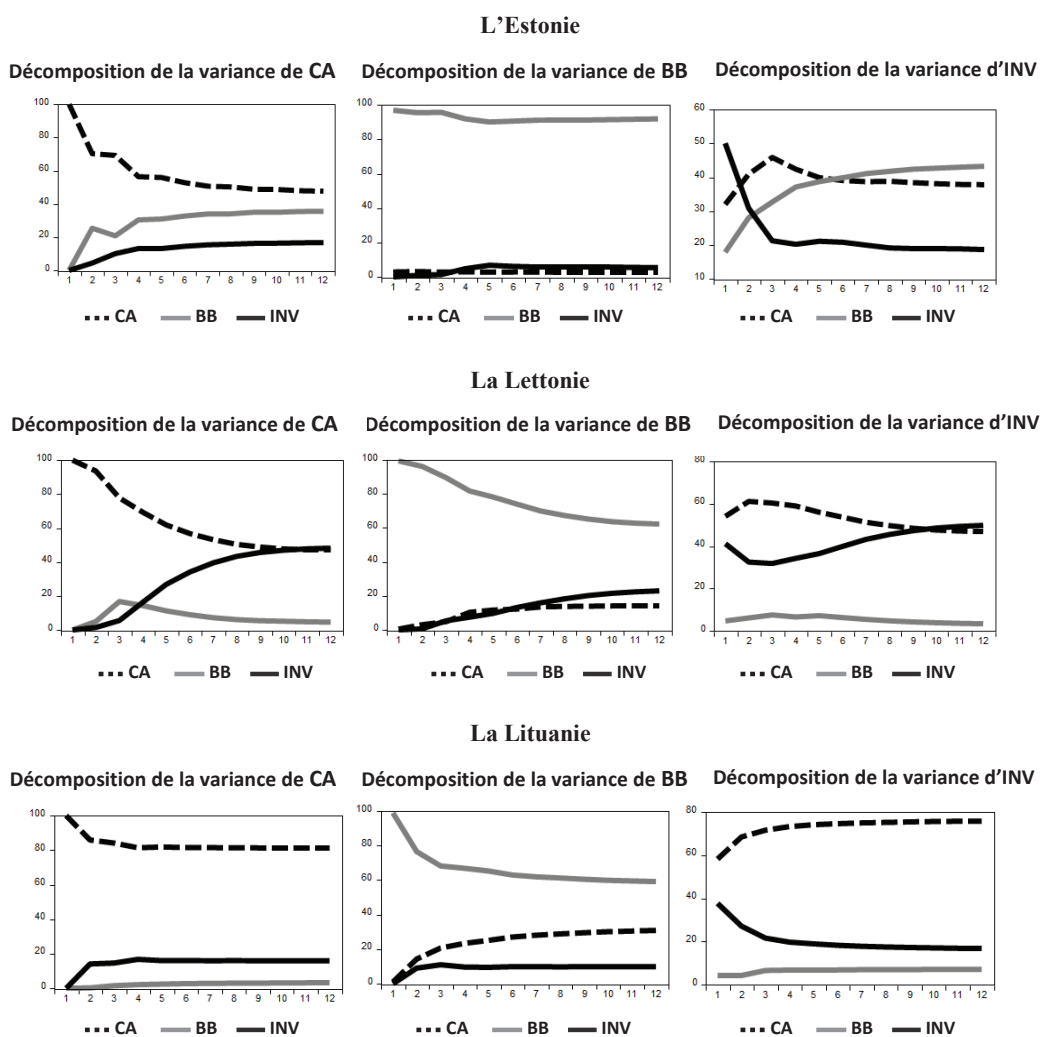 L'Estonie
Décomposition de la variance de CA
100
80
60
40
20
0
1 2 3 4 5 6 7 8 9 10 11 12
CA BB INV
Décomposition de la variance de BB
100
80
60
40
20
0
1 2 3 4 5 6 7 8 9 10 11 12
CA BB INV
Décomposition de la variance d'INV
60
50
40
30
20
10
1 2 3 4 5 6 7 8 9 10 11 12
CA BB INV
La Lettonie
Décomposition de la variance de CA
100
80
60
40
20
0
1 2 3 4 5 6 7 8 9 10 11 12
CA BB INV
Décomposition de la variance de BB
100
80
60
40
20
0
1 2 3 4 5 6 7 8 9 10 11 12
CA BB INV
Décomposition de la variance d'INV
80
60
40
20
0
1 2 3 4 5 6 7 8 9 10 11 12
CA BB INV
La Lituanie
Décomposition de la variance de CA
100
80
60
40
20
0
1 2 3 4 5 6 7 8 9 10 11 12
CA BB INV
Décomposition de la variance de BB
100
80
60
40
20
0
1 2 3 4 5 6 7 8 9 10 11 12
CA BB INV
Décomposition de la variance d'INV
80
60
40
20
0
1 2 3 4 5 6 7 8 9 10 11 12
CA BB INV